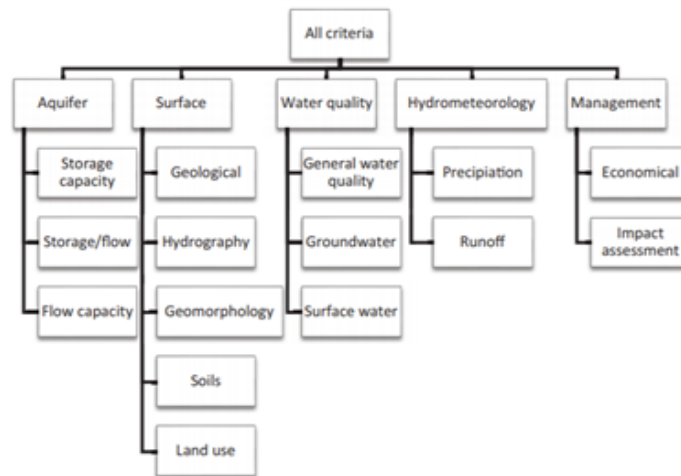 All criteria
Aquifer
Surface
Water quality
Hydrometeorology
Management
Storage
capacity
Geological
General water
quality
Precipiation
Economical
Storage/flow
Hydrography
Groundwater
Runoff
Impact
assessment
Flow capacity
Geomorphology
Surface water
Soils
Land use